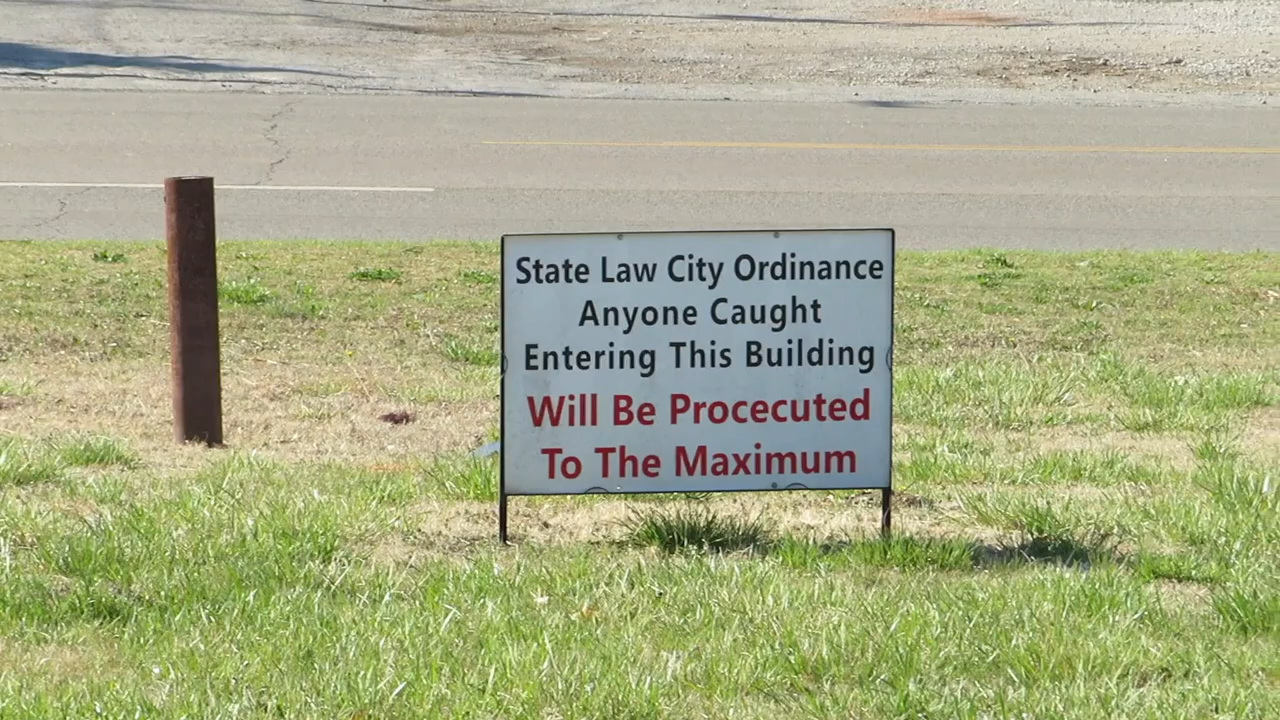 State Law City Ordinance
Anyone Caught
Entering This Building
Will Be Procecuted
To The Maximum